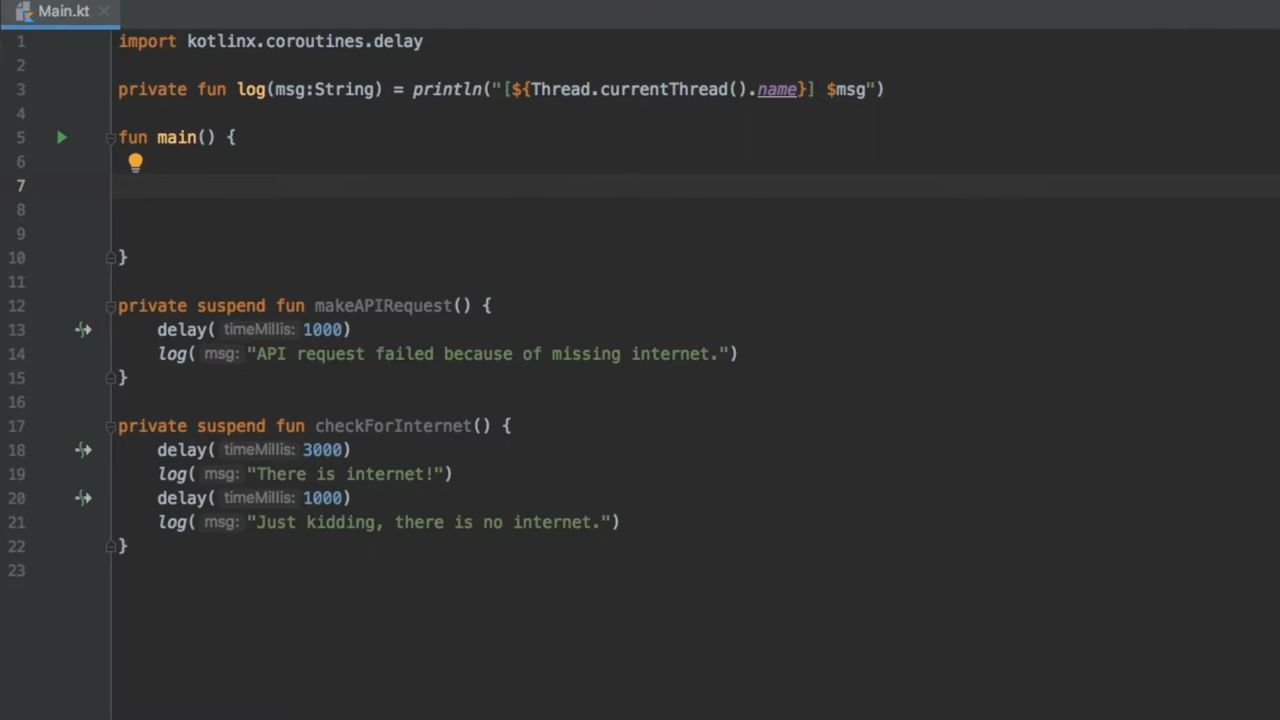 Main.kt
1 import kotlinx.coroutines.delay
2
3 private fun log(msg:String) = println("[${Thread.currentThread().name}] $msg")
4
5 fun main() {
6
7
8
9
10 }
11
12 private suspend fun makeAPIRequest() {
13 delay( timeMillis: 1000)
14 log( msg: "API request failed because of missing internet.")
15 }
16
17 private suspend fun checkForInternet() {
18 delay( timeMillis: 3000)
19 log( msg: "There is internet!")
20 delay( timeMillis: 1000)
21 log( msg: "Just kidding, there is no internet.")
22 }
23